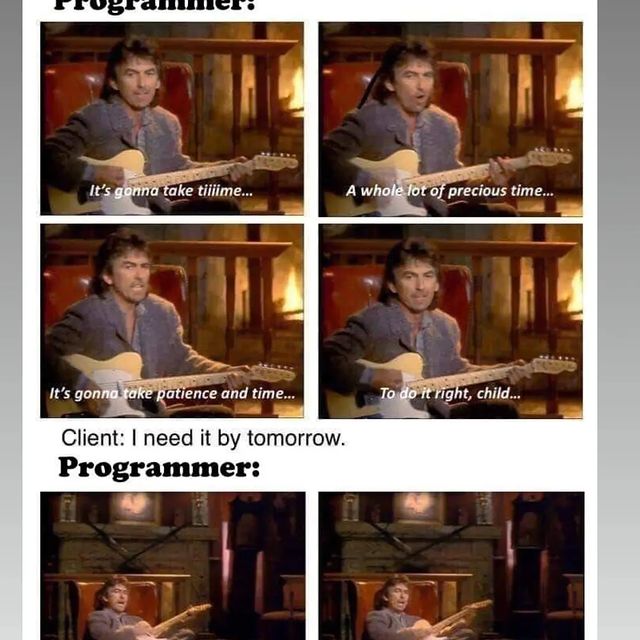 Programmer:
It's gonna take tiiiime...
A whole lot of precious time...
It's gonna take patience and time...
To do it right, child...
Client: I need it by tomorrow.
Programmer: